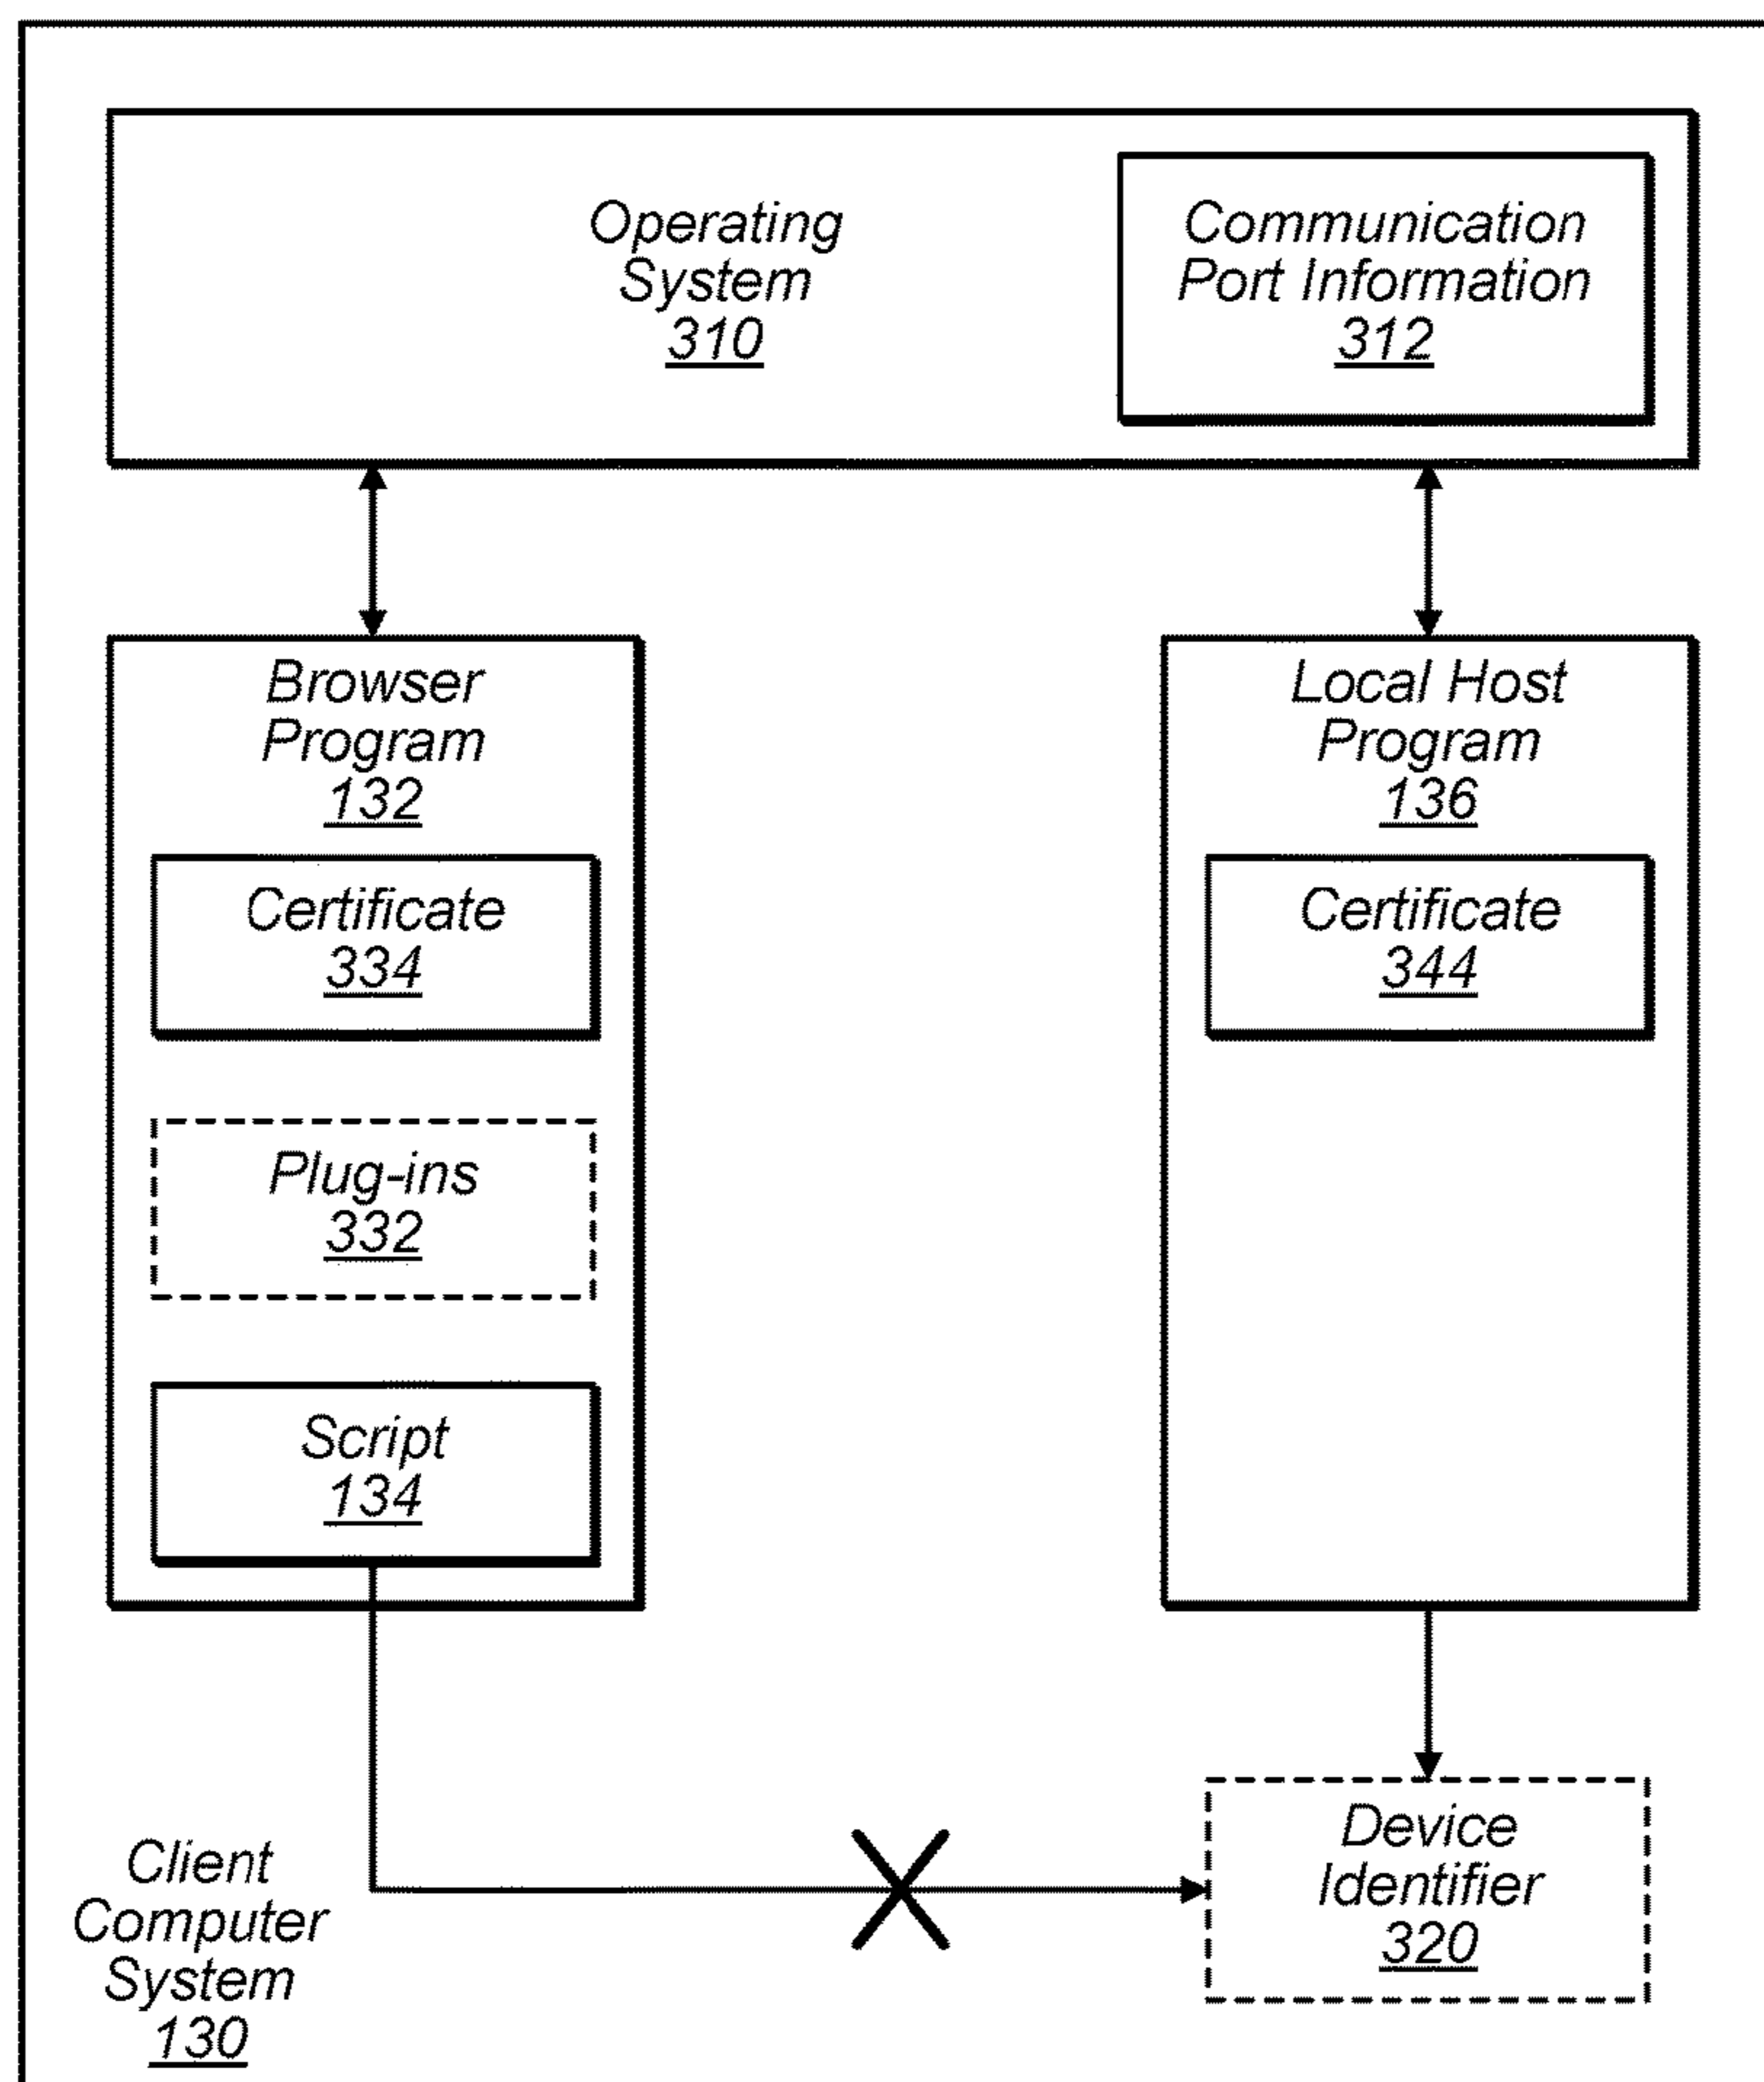 Operating
System
310
Communication
Port Information
312
Browser
Program
132
Certificate
334
Plug-ins
332
Script
134
Local Host
Program
136
Certificate
344
Device
Identifier
320
Client
Computer
System
130